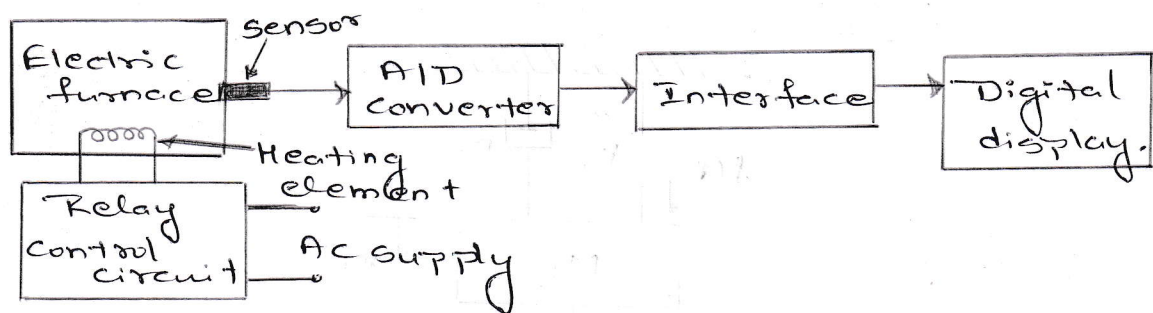 Sensor
Electric
furnace
A/D
converter
Interface
Digital
display.
Heating
element
Relay
control
circuit
AC supply